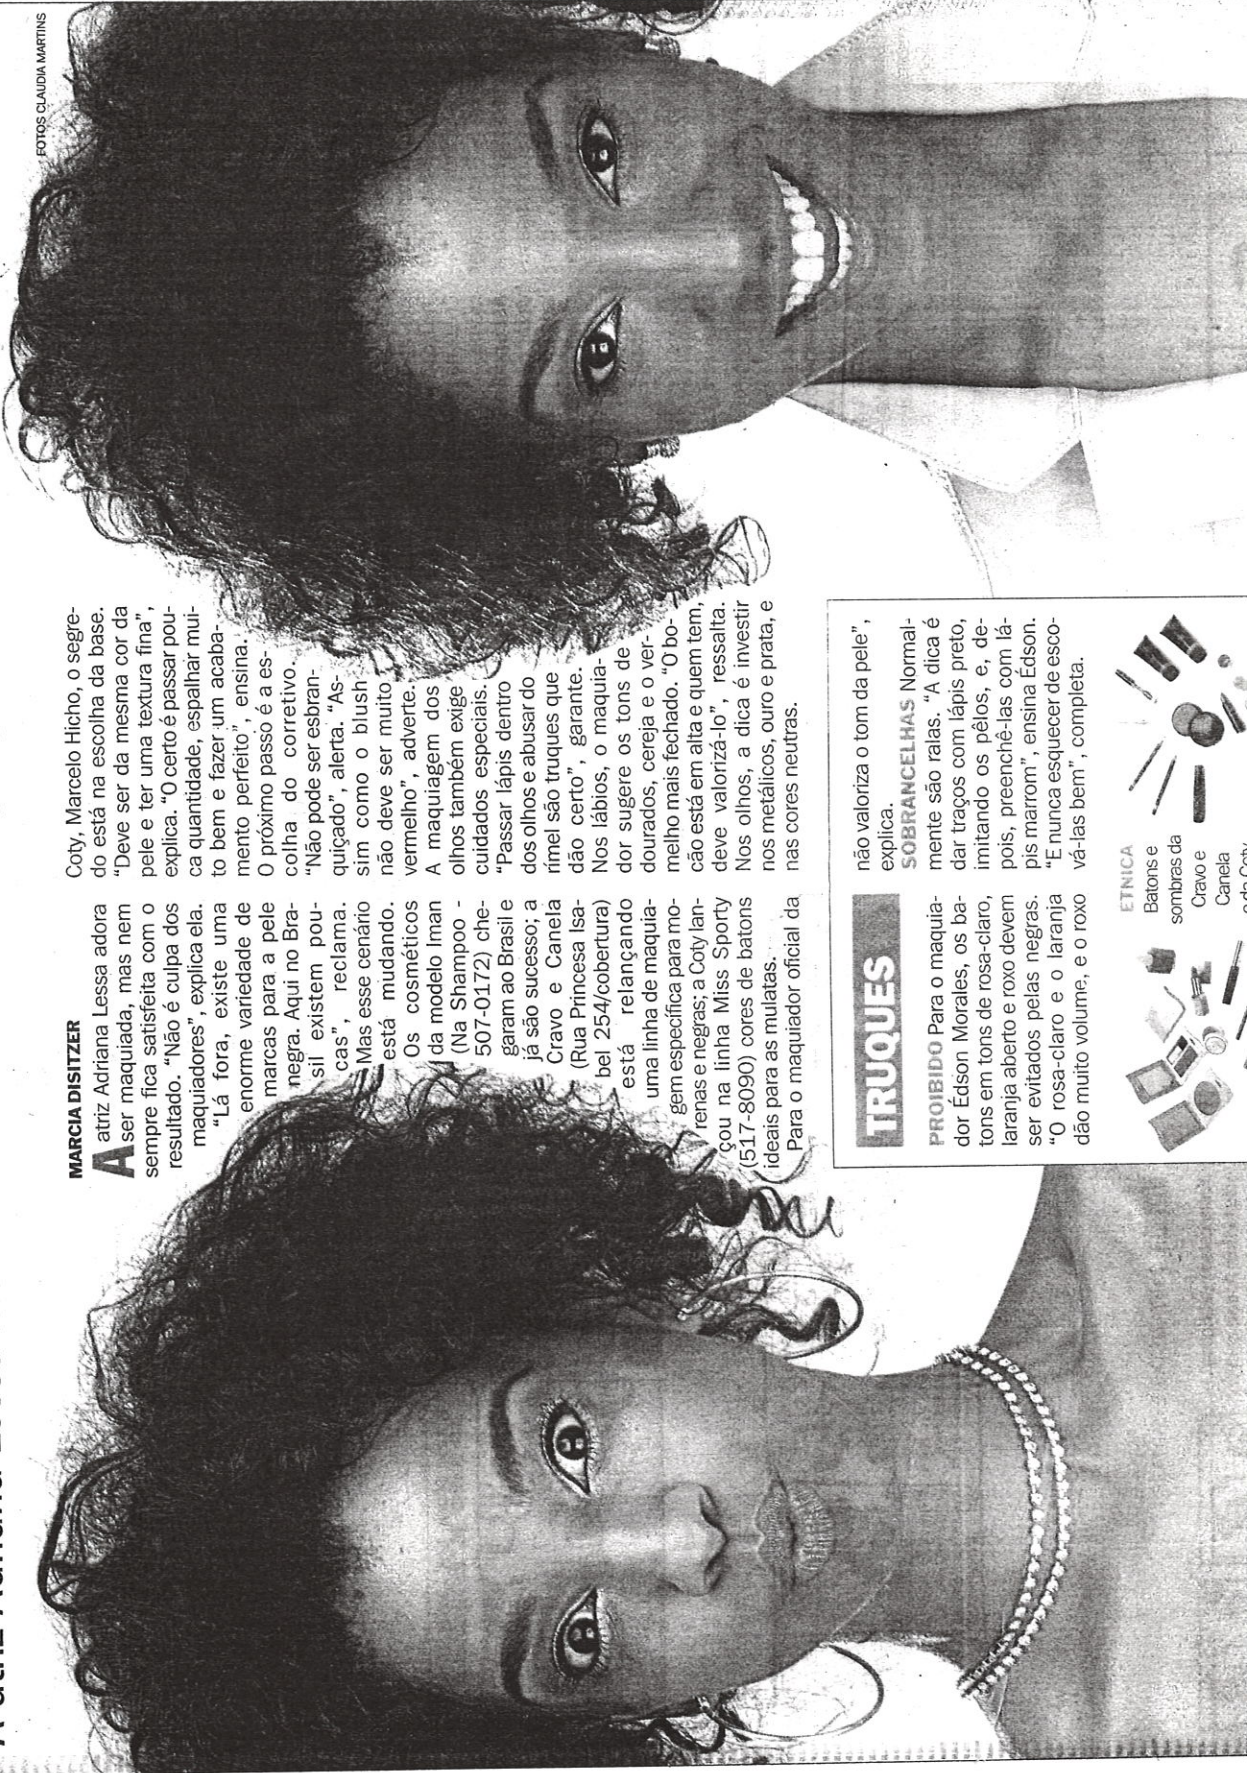 A atriz Adriana
FOTOS CLAUDIA MARTINS
MARCIA DISITZER
A atriz Adriana Lessa adora
ser maquiada, mas nem
sempre fica satisfeita com o
resultado. “Não é culpa dos
maquiadores”, explica ela.
“Lá fora, existe uma
enorme variedade de
marcas para a pele
negra. Aqui no Bra-
sil existem pou-
cas”, reclama.
Mas esse cenário
está mudando.
Os cosméticos
da modelo Iman
(Na Shampoo -
507-0172) che-
garam ao Brasil e
já são sucesso; a
Cravo e Canela
(Rua Princesa Isa-
bel 254/cobertura)
está relançando
uma linha de maquia-
gem específica para mo-
renas e negras; a Coty lan-
çou na linha Miss Sporty
(517-8090) cores de batons
ideais para as mulatas.
Para o maquiador oficial da
Coty, Marcelo Hicho, o segre-
do está na escolha da base.
“Deve ser da mesma cor da
pele e ter uma textura fina”,
explica. “O certo é passar pou-
ca quantidade, espalhar mui-
to bem e fazer um acaba-
mento perfeito”, ensina.
O próximo passo é a es-
colha do corretivo.
“Não pode ser esbran-
quiçado”, alerta. “As-
sim como o blush
não deve ser muito
vermelho”, adverte.
A maquiagem dos
olhos também exige
cuidados especiais.
“Passar lápis dentro
dos olhos e abusar do
rímel são truques que
dão certo”, garante.
Nos lábios, o maquia-
dor sugere os tons de
dourados, cereja e o ver-
melho mais fechado. “O bo-
cão está em alta e quem tem,
deve valorizá-lo”, ressalta.
Nos olhos, a dica é investir
nos metálicos, ouro e prata, e
nas cores neutras.
TRUQUES
PROIBIDO Para o maquia-
dor Édson Morales, os ba-
tons em tons de rosa-claro,
laranja aberto e roxo devem
ser evitados pelas negras.
“O rosa-claro e o laranja
dão muito volume, e o roxo
não valoriza o tom da pele”,
explica.
SOBRANCELHAS Normal-
mente são ralas. “A dica é
dar traços com lápis preto,
imitando os pêlos, e, de-
pois, preenchê-las com lá-
pis marrom”, ensina Édson.
“E nunca esquecer de esco-
vá-las bem”, completa.
ETNICA
Batons e
sombras da
Cravo e
Canela
e da Coty